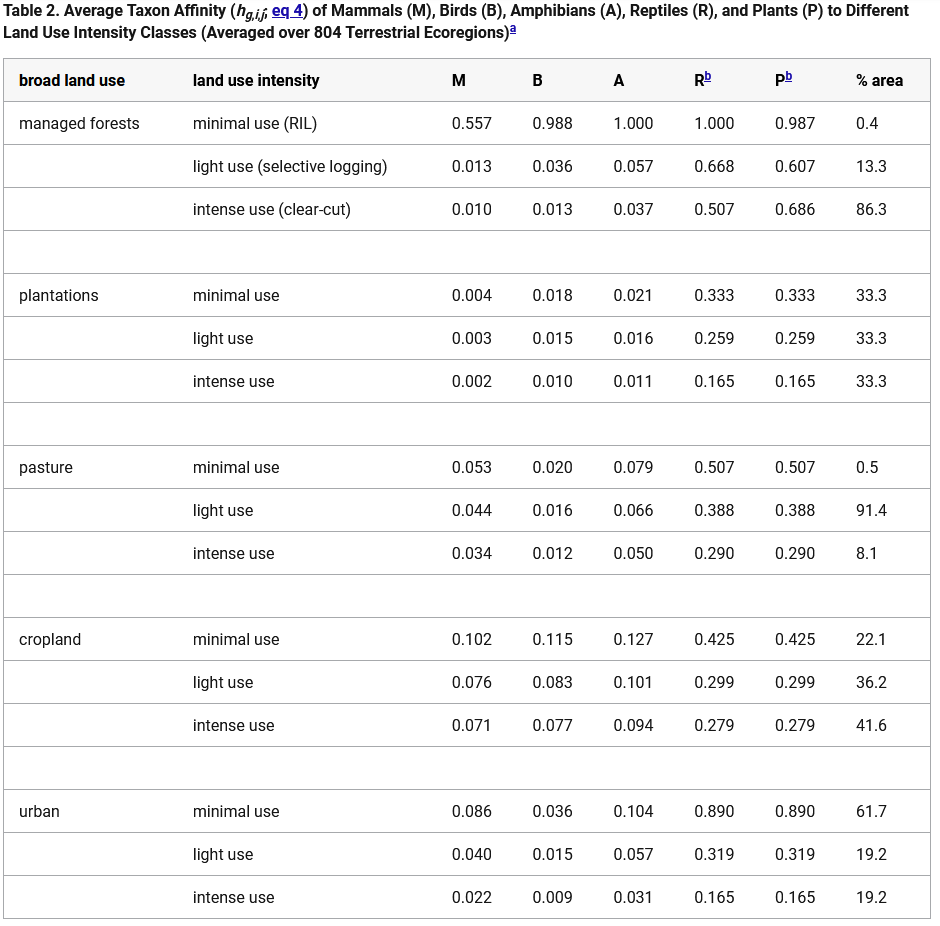 Table 2. Average Taxon Affinity (hg,i,j, eq 4) of Mammals (M), Birds (B), Amphibians (A), Reptiles (R), and Plants (P) to Different
Land Use Intensity Classes (Averaged over 804 Terrestrial Ecoregions)a
broad land use land use intensity M B A Rb Pb % area
managed forests minimal use (RIL) 0.557 0.988 1.000 1.000 0.987 0.4
light use (selective logging) 0.013 0.036 0.057 0.668 0.607 13.3
intense use (clear-cut) 0.010 0.013 0.037 0.507 0.686 86.3
plantations minimal use 0.004 0.018 0.021 0.333 0.333 33.3
light use 0.003 0.015 0.016 0.259 0.259 33.3
intense use 0.002 0.010 0.011 0.165 0.165 33.3
pasture minimal use 0.053 0.020 0.079 0.507 0.507 0.5
light use 0.044 0.016 0.066 0.388 0.388 91.4
intense use 0.034 0.012 0.050 0.290 0.290 8.1
cropland minimal use 0.102 0.115 0.127 0.425 0.425 22.1
light use 0.076 0.083 0.101 0.299 0.299 36.2
intense use 0.071 0.077 0.094 0.279 0.279 41.6
urban minimal use 0.086 0.036 0.104 0.890 0.890 61.7
light use 0.040 0.015 0.057 0.319 0.319 19.2
intense use 0.022 0.009 0.031 0.165 0.165 19.2